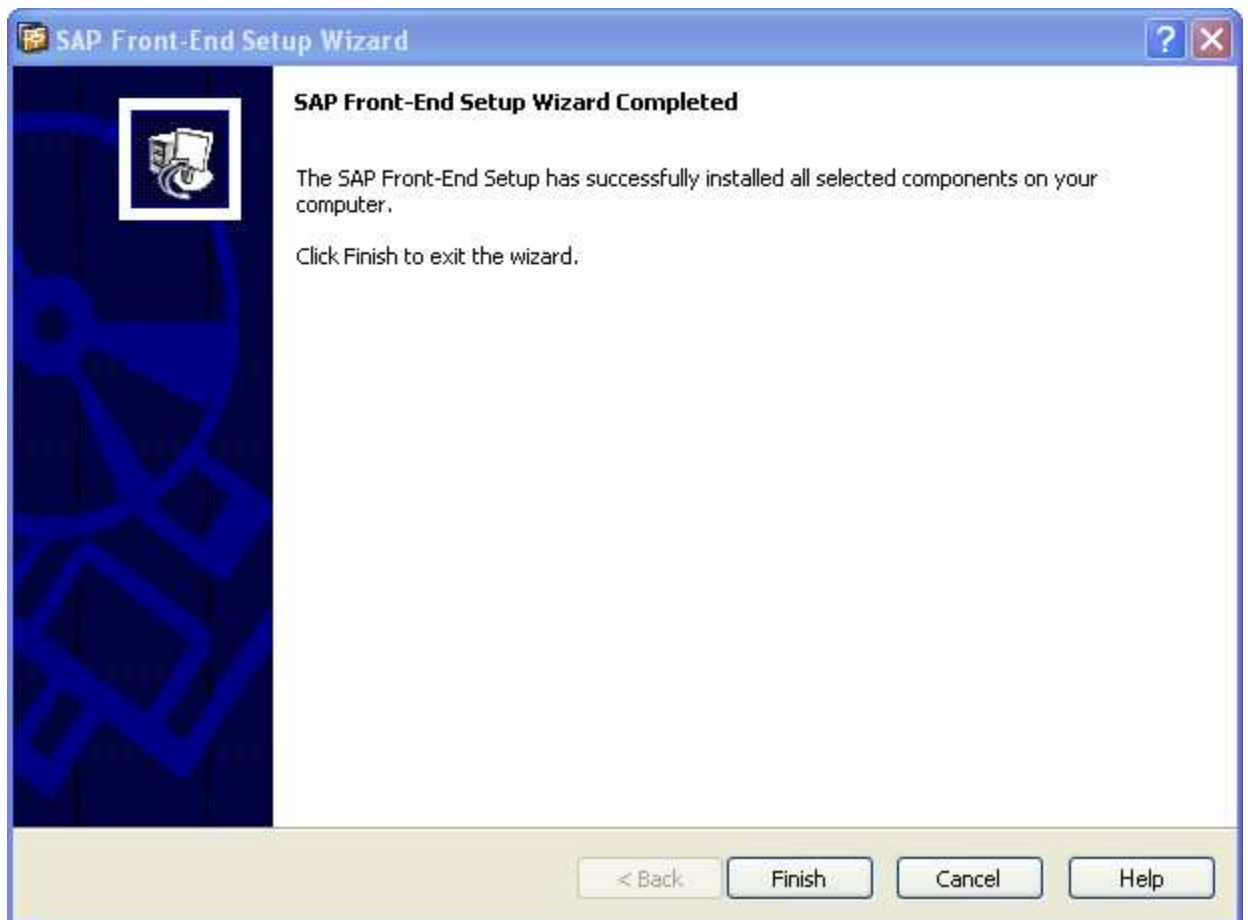 SAP Front-End Setup Wizard
SAP Front-End Setup Wizard Completed
The SAP Front-End Setup has successfully installed all selected components on your
computer.
Click Finish to exit the wizard.
< Back Finish Cancel Help